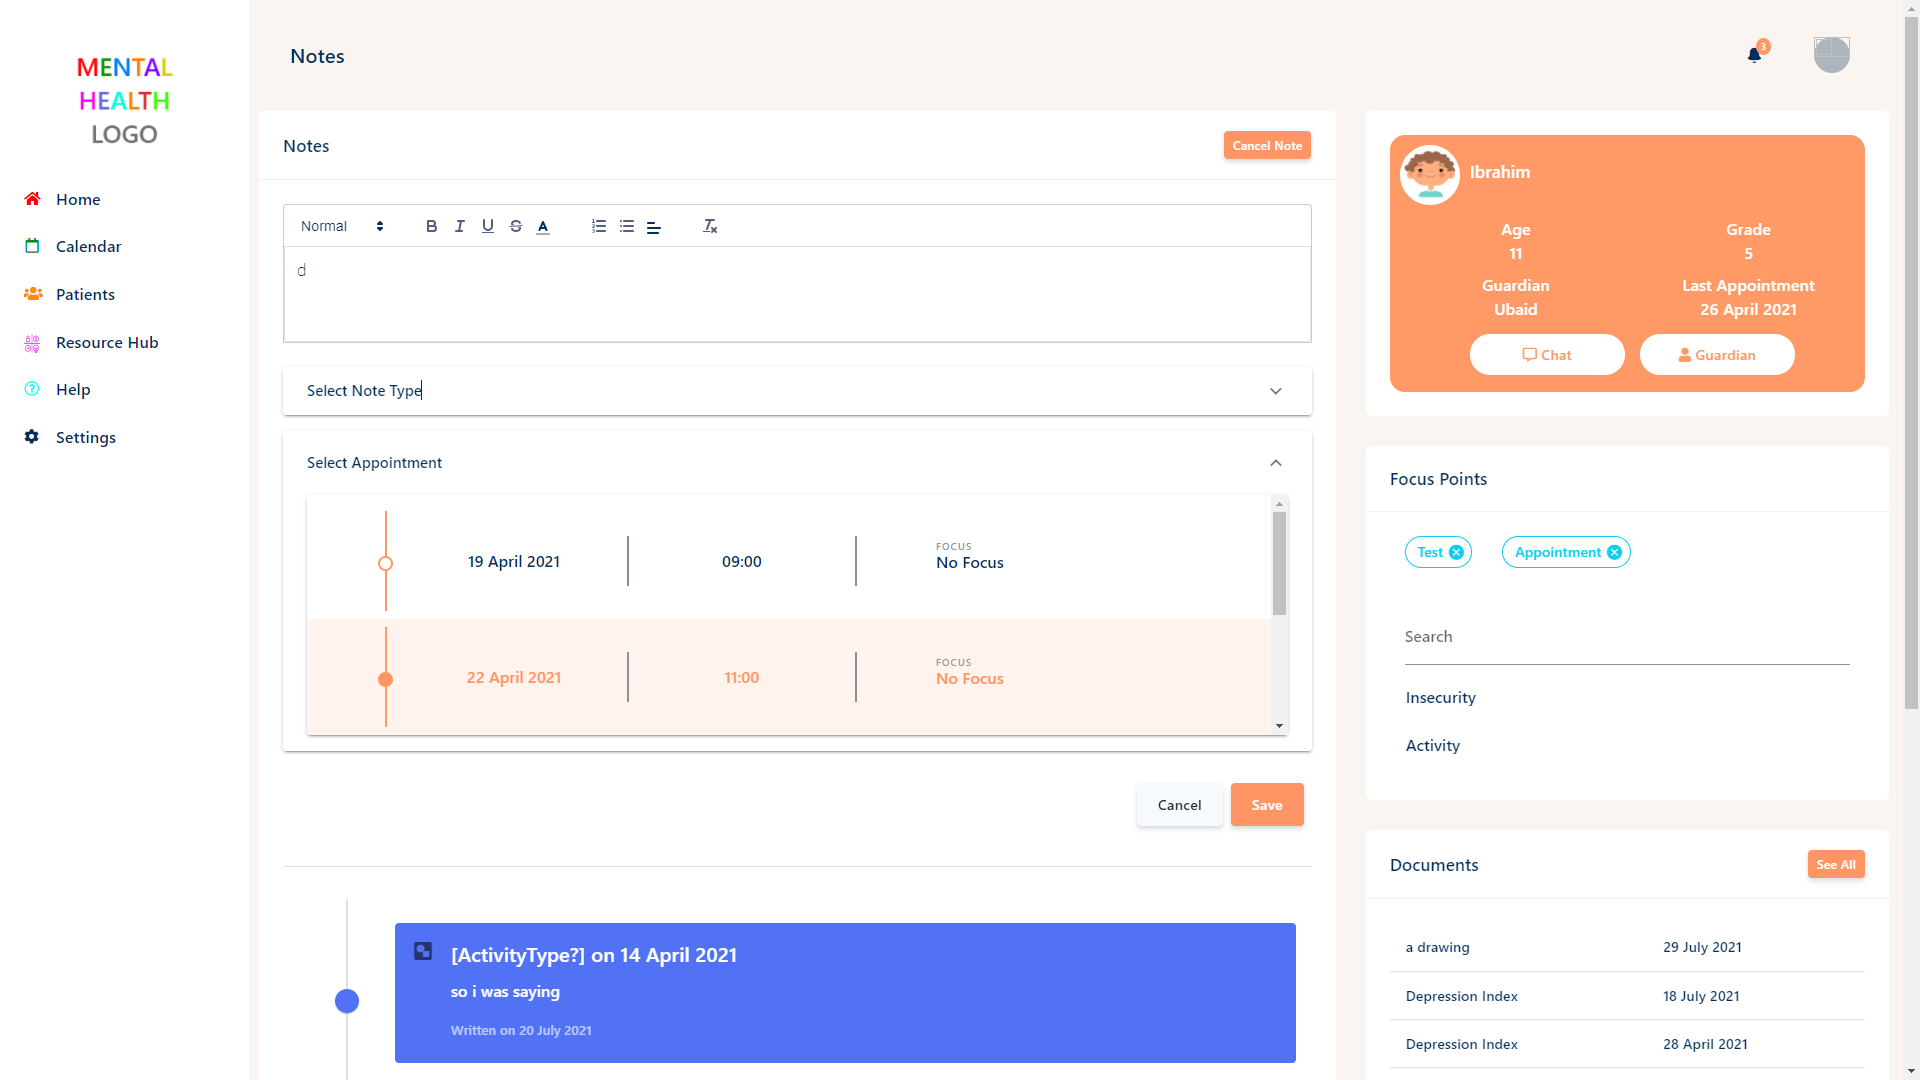 MENTAL
HEALTH
LOGO
Home
Calendar
Patients
Resource Hub
Help
Settings
Notes
3
Notes
Cancel Note
Normal
B I U S A
d
Select Note Type
Select Appointment
19 April 2021 09:00 FOCUS
No Focus
22 April 2021 11:00 FOCUS
No Focus
Cancel Save
[ActivityType?] on 14 April 2021
so i was saying
Written on 20 July 2021
Ibrahim
Age Grade
11 5
Guardian Last Appointment
Ubaid 26 April 2021
Chat Guardian
Focus Points
Test Appointment
Search
Insecurity
Activity
Documents See All
a drawing 29 July 2021
Depression Index 18 July 2021
Depression Index 28 April 2021